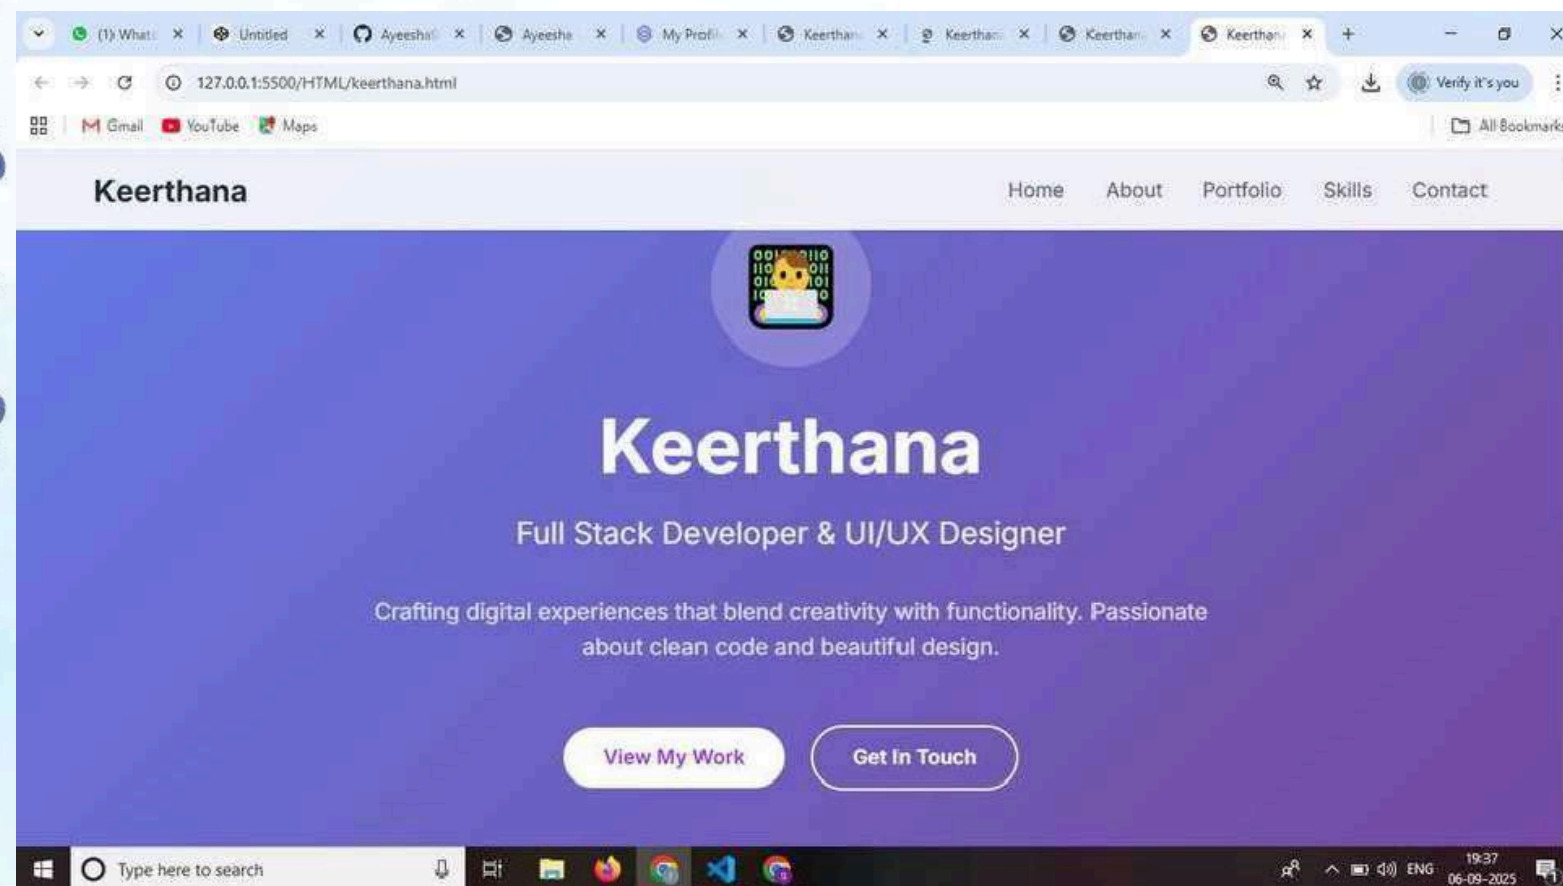 (1) What
Untitled
Ayeesha
Ayeesha
My Profil
Keerthan
Keerthan
Keerthan
Keerthan
127.0.0.1:5500/HTML/keerthana.html
Verify it's you
Gmail
YouTube
Maps
All Bookmarks
Keerthana
Home
About
Portfolio
Skills
Contact
Keerthana
Full Stack Developer & UI/UX Designer
Crafting digital experiences that blend creativity with functionality. Passionate
about clean code and beautiful design.
View My Work
Get In Touch
Type here to search
ENG
19:37
06-09-2025